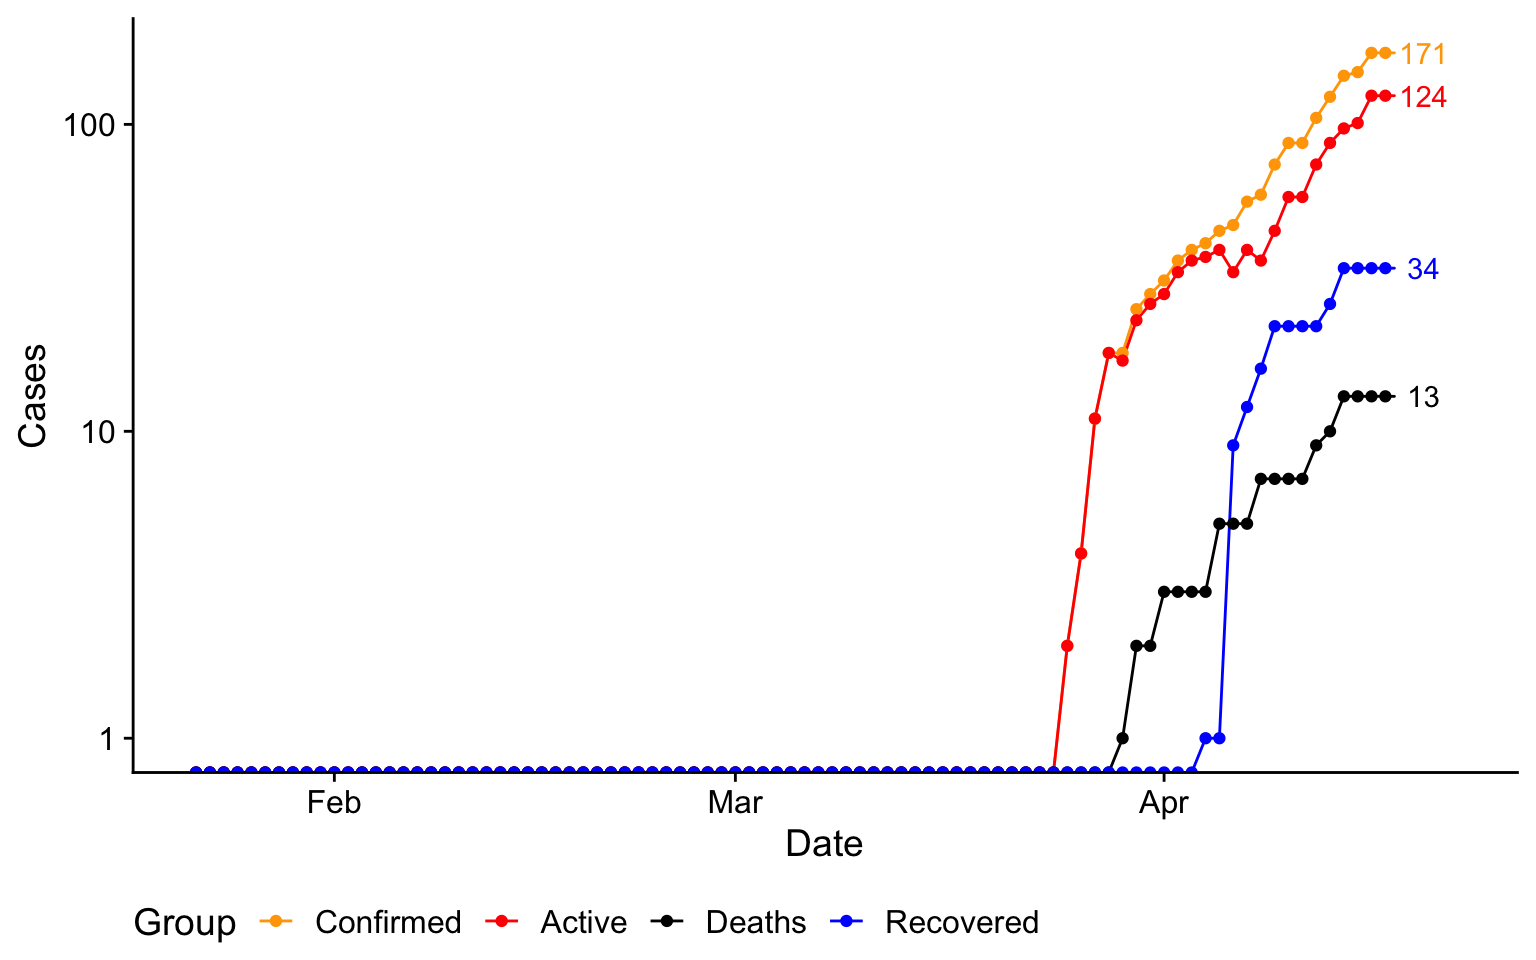 171
124
100
34
13
10
1
Cases
Feb Mar Apr
Date
Group Confirmed Active Deaths Recovered